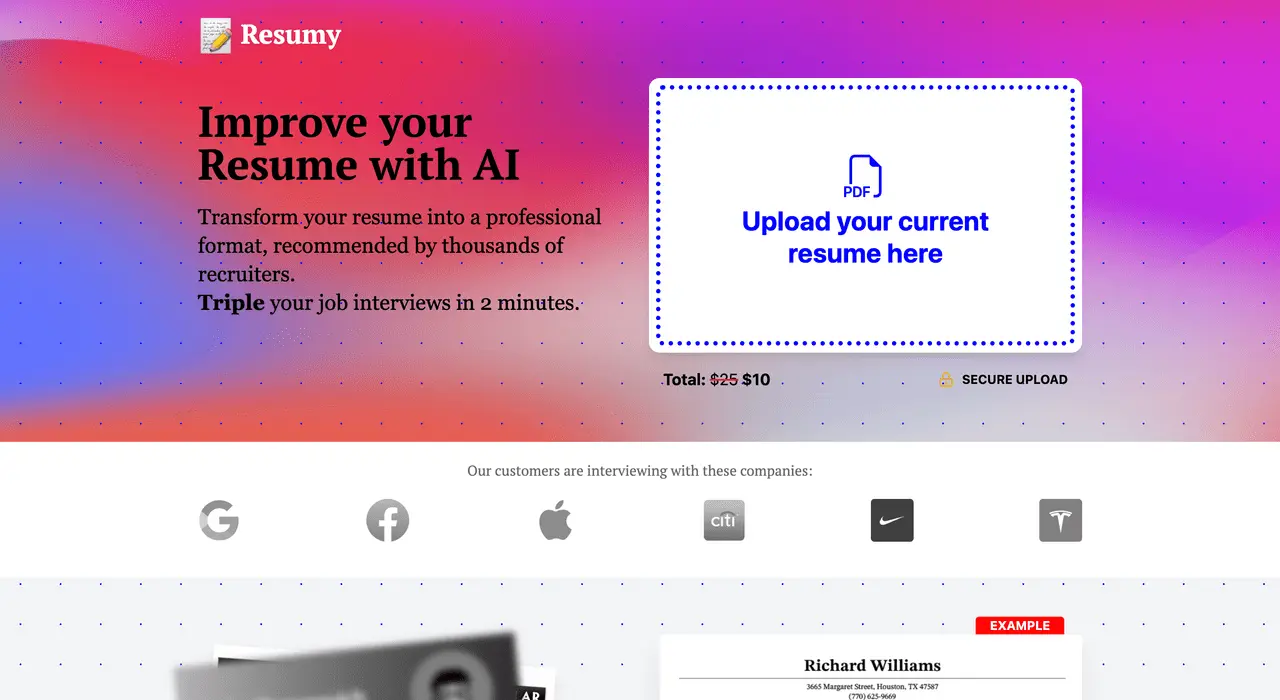 Resumy
Improve your
Resume with AI
Transform your resume into a professional
format, recommended by thousands of
recruiters.
Triple your job interviews in 2 minutes.
PDF
Upload your current
resume here
Total: $25 $10
SECURE UPLOAD
Our customers are interviewing with these companies:
citi
EXAMPLE
Richard Williams
3665 Margaret Street, Houston, TX 47587
(770) 625-9669
AR